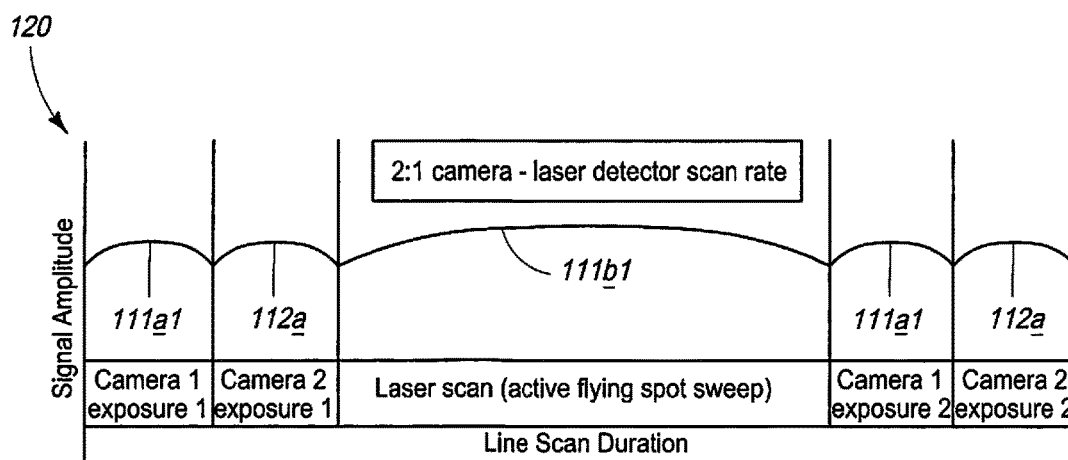 120
2:1 camera - laser detector scan rate
Signal Amplitude
111a1
112a
111b1
111a1
112a
Camera 1
exposure 1
Camera 2
exposure 1
Laser scan (active flying spot sweep)
Camera 1
exposure 2
Camera 2
exposure 2
Line Scan Duration